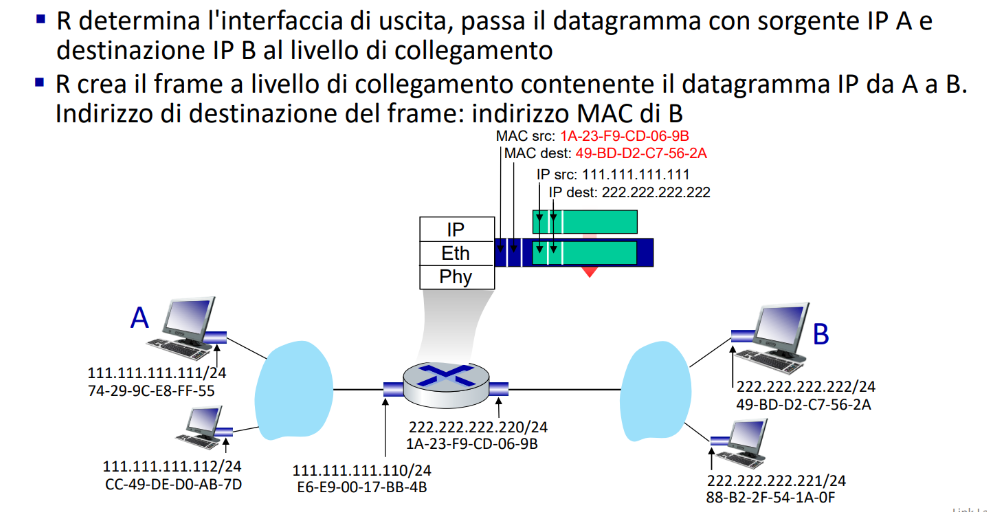 ▪ R determina l'interfaccia di uscita, passa il datagramma con sorgente IP A e
destinazione IP B al livello di collegamento
▪ R crea il frame a livello di collegamento contenente il datagramma IP da A a B.
Indirizzo di destinazione del frame: indirizzo MAC di B
MAC src: 1A-23-F9-CD-06-9B
MAC dest: 49-BD-D2-C7-56-2A
IP src: 111.111.111.111
IP dest: 222.222.222.222
IP
Eth
Phy
A
B
111.111.111.111/24
74-29-9C-E8-FF-55
222.222.222.222/24
49-BD-D2-C7-56-2A
222.222.222.220/24
1A-23-F9-CD-06-9B
111.111.111.112/24
CC-49-DE-D0-AB-7D
111.111.111.110/24
E6-E9-00-17-BB-4B
222.222.222.221/24
88-B2-2F-54-1A-0F